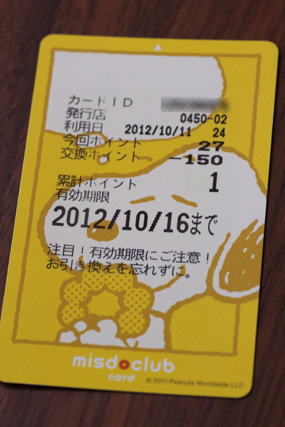 カードID
発行店 0450-02
利用日 2012/10/11 24
今回ポイント 27
交換ポイント -150
累計ポイント 1
有効期限
2012/10/16まで
注目!有効期限にご注意!
お引き換えを忘れずに。
misdoclub
card
© 2011 Peanuts Worldwide LLC